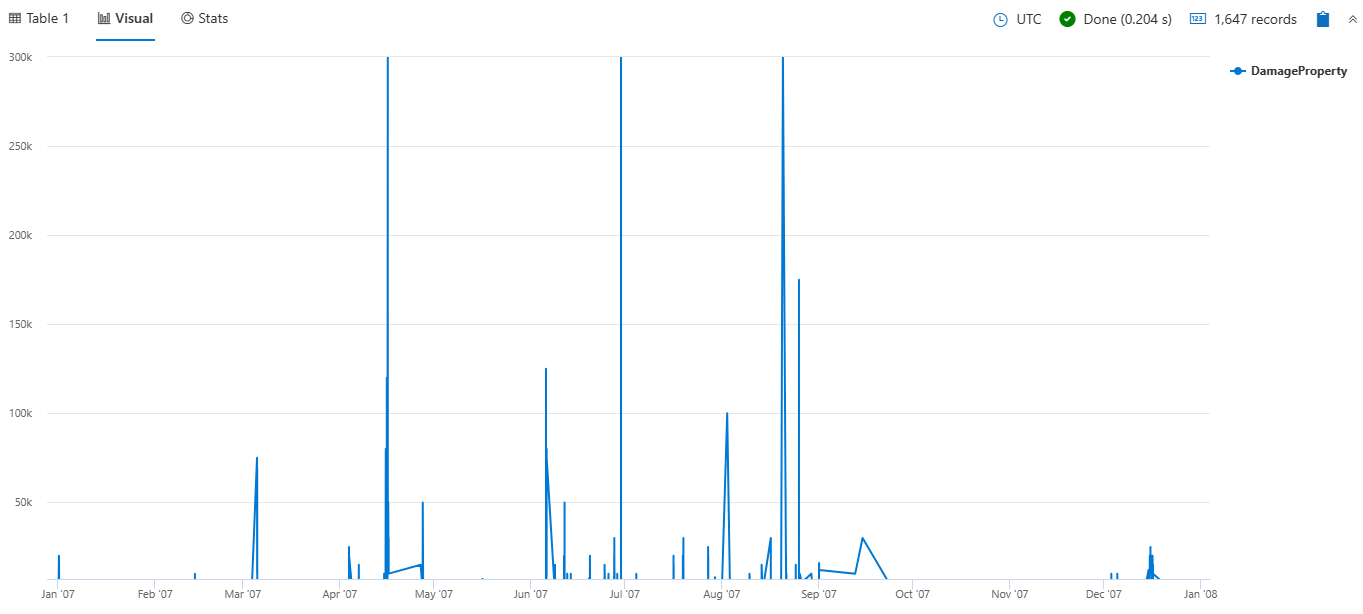 Table 1 Visual Stats UTC Done (0.204 s) 123 1,647 records
300k
DamageProperty
250k
200k
150k
100k
50k
Jan '07 Feb '07 Mar '07 Apr '07 May '07 Jun '07 Jul '07 Aug '07 Sep '07 Oct '07 Nov '07 Dec '07 Jan '08